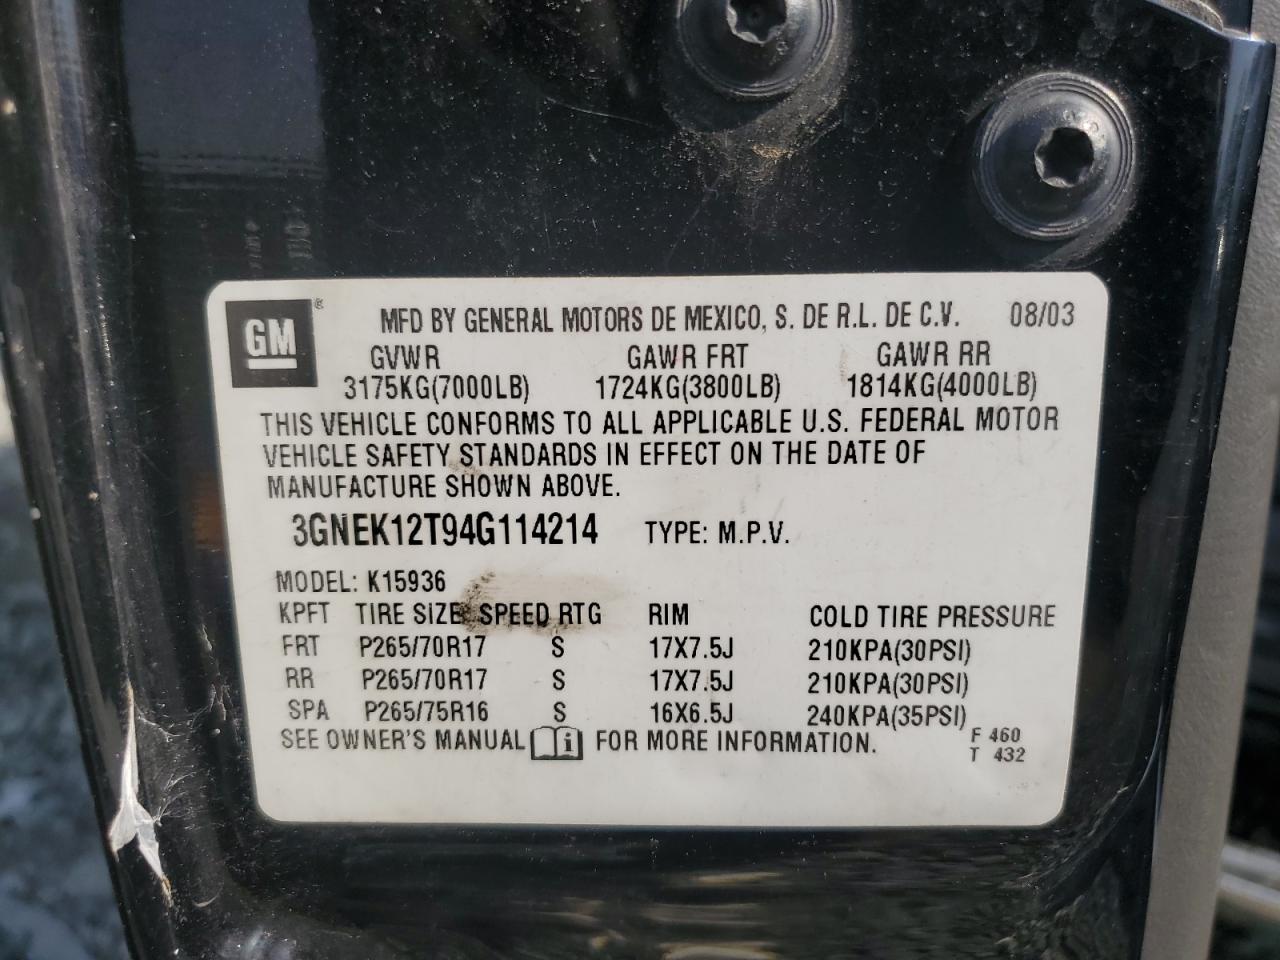 GM ® MFD BY GENERAL MOTORS DE MEXICO, S. DE R.L. DE C.V. 08/03
GVWR GAWR FRT GAWR RR
3175KG(7000LB) 1724KG(3800LB) 1814KG(4000LB)
THIS VEHICLE CONFORMS TO ALL APPLICABLE U.S. FEDERAL MOTOR
VEHICLE SAFETY STANDARDS IN EFFECT ON THE DATE OF
MANUFACTURE SHOWN ABOVE.
3GNEK12T94G114214 TYPE: M.P.V.
MODEL: K15936
KPFT TIRE SIZE SPEED RTG RIM COLD TIRE PRESSURE
FRT P265/70R17 S 17X7.5J 210KPA(30PSI)
RR P265/70R17 S 17X7.5J 210KPA(30PSI)
SPA P265/75R16 S 16X6.5J 240KPA(35PSI)
SEE OWNER'S MANUAL i FOR MORE INFORMATION. F 460
T 432